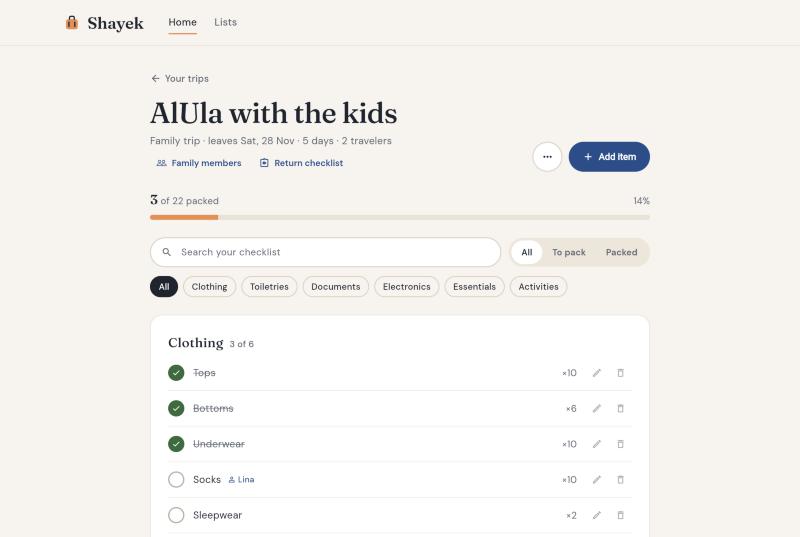 Shayek
Home
Lists
Your trips
AlUla with the kids
Family trip · leaves Sat, 28 Nov · 5 days · 2 travelers
Family members
Return checklist
Add item
3 of 22 packed
14%
Search your checklist
All
To pack
Packed
All
Clothing
Toiletries
Documents
Electronics
Essentials
Activities
Clothing 3 of 6
Tops ×10
Bottoms ×6
Underwear ×10
Socks Lina ×10
Sleepwear ×2